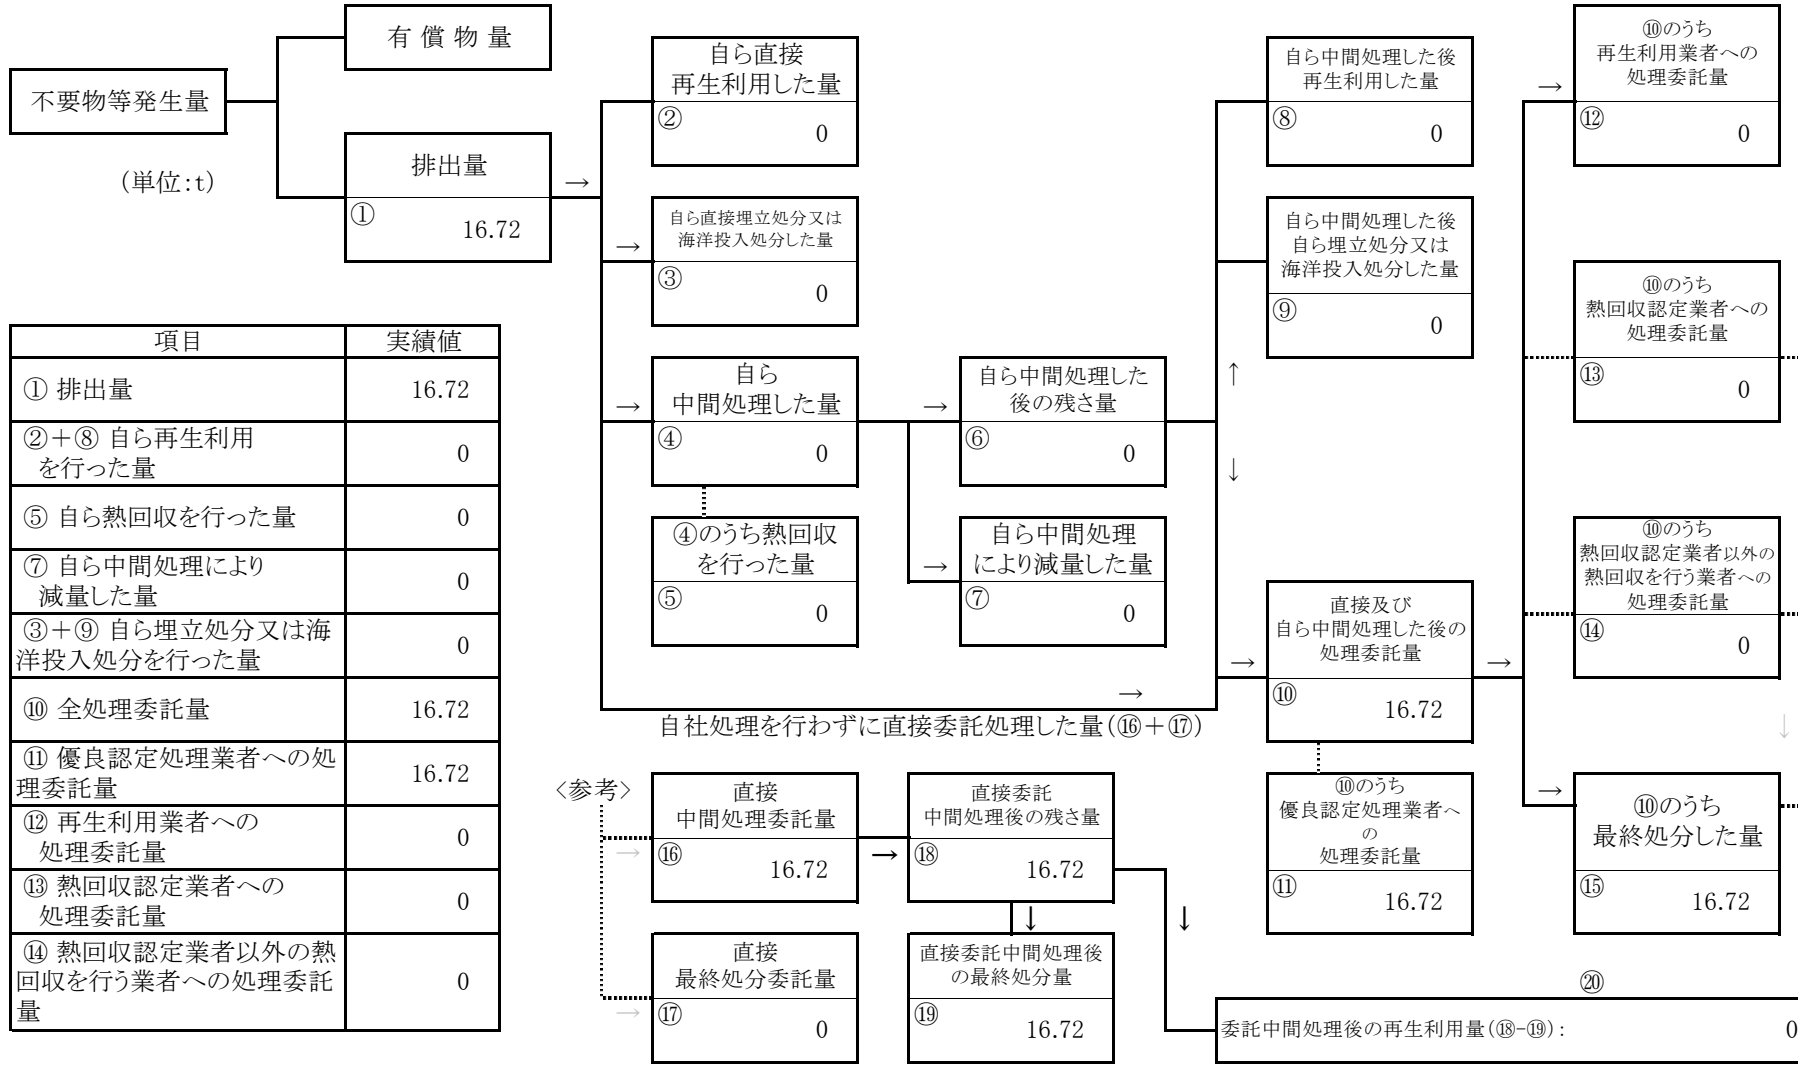 有 償 物 量
不要物等発生量
(単位:t)
排出量
①
16.72
→
自ら直接
再生利用した量
②
0
→
自ら直接埋立処分又は
海洋投入処分した量
③
0
→
自ら
中間処理した量
④
0
④のうち熱回収
を行った量
⑤
0
→
自ら中間処理した
後の残さ量
⑥
0
→
自ら中間処理
により減量した量
⑦
0
↑
↓
自ら中間処理した後
再生利用した量
⑧
0
自ら中間処理した後
自ら埋立処分又は
海洋投入処分した量
⑨
0
→
直接及び
自ら中間処理した後の
処理委託量
⑩
16.72
⑩のうち
優良認定処理業者へ
の
処理委託量
⑪
16.72
→
→
⑩のうち
再生利用業者への
処理委託量
⑫
0
⑩のうち
熱回収認定業者への
処理委託量
⑬
0
⑩のうち
熱回収認定業者以外の
熱回収を行う業者への
処理委託量
⑭
0
↓
→
⑩のうち
最終処分した量
⑮
16.72
→
自社処理を行わずに直接委託処理した量(⑯+⑰)
<参考>
→
直接
中間処理委託量
⑯
16.72
→
直接委託
中間処理後の残さ量
⑱
16.72
↓
↓
→
直接
最終処分委託量
⑰
0
直接委託中間処理後
の最終処分量
⑲
16.72
⑳
委託中間処理後の再生利用量(⑱-⑲):
0
項目 実績値
① 排出量 16.72
②+⑧ 自ら再生利用
を行った量 0
⑤ 自ら熱回収を行った量 0
⑦ 自ら中間処理により
減量した量 0
③+⑨ 自ら埋立処分又は海
洋投入処分を行った量 0
⑩ 全処理委託量 16.72
⑪ 優良認定処理業者への処
理委託量 16.72
⑫ 再生利用業者への
処理委託量 0
⑬ 熱回収認定業者への
処理委託量 0
⑭ 熱回収認定業者以外の熱
回収を行う業者への処理委託
量 0